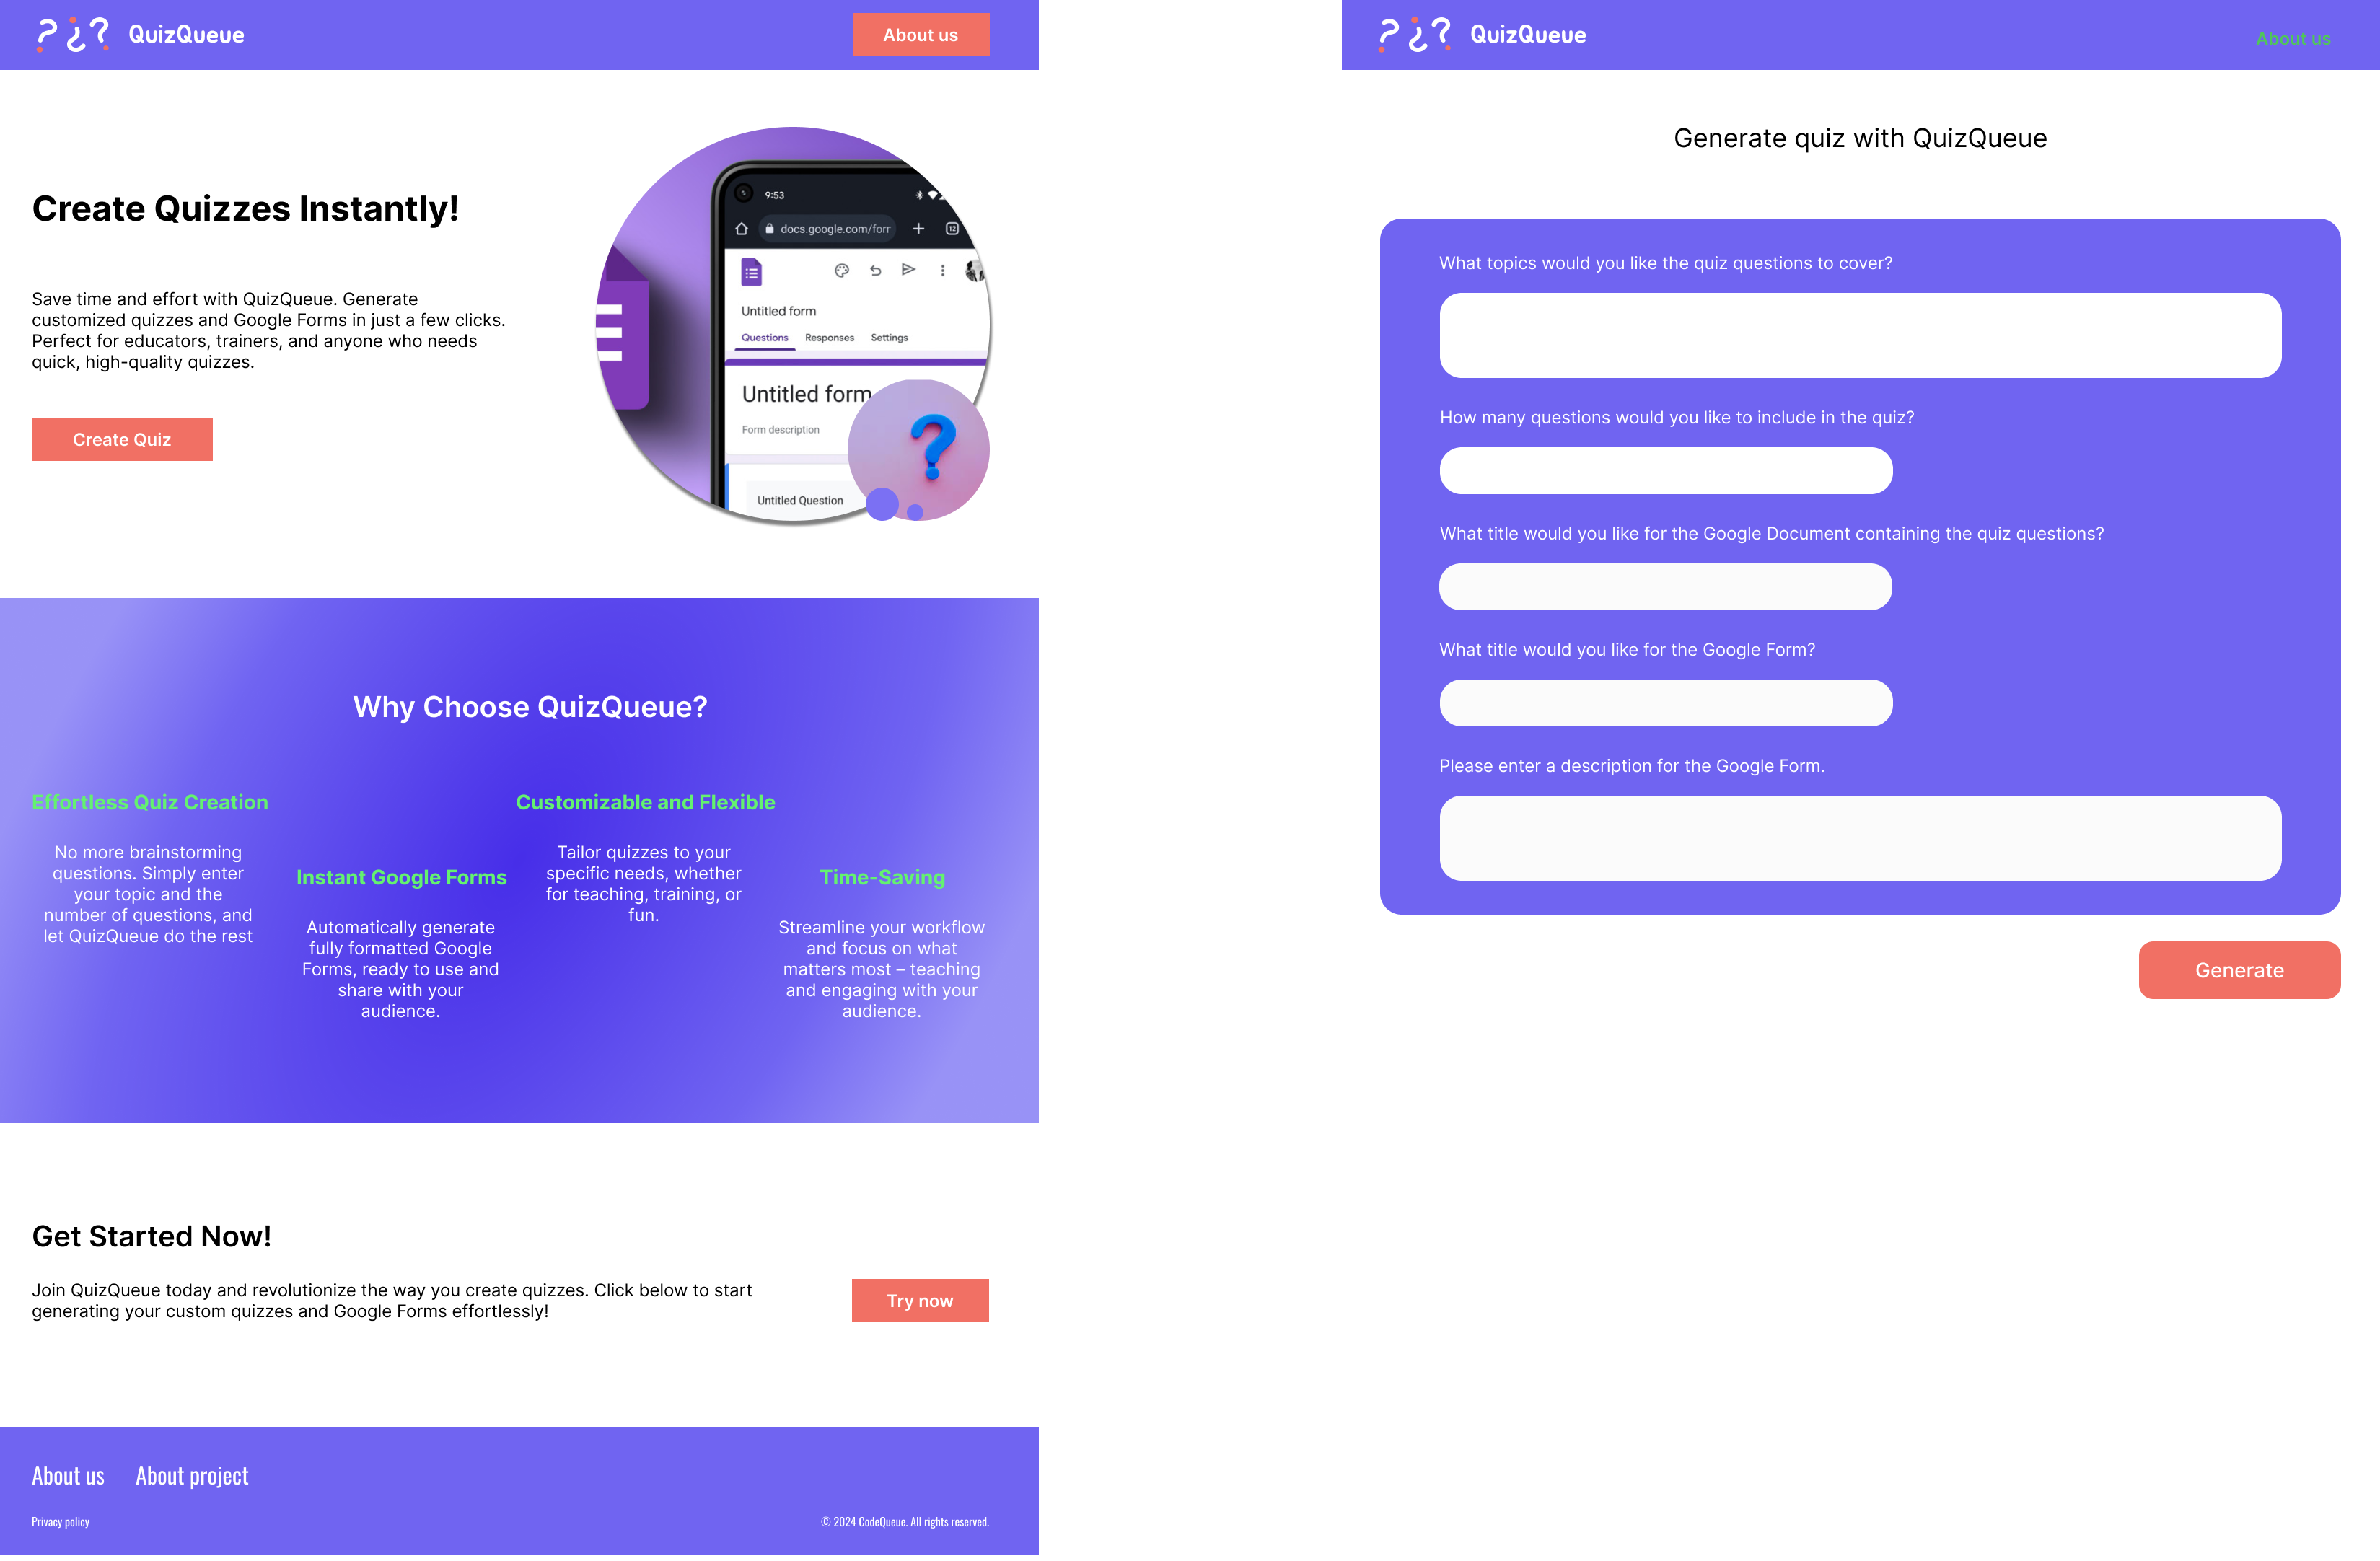 QuizQueue
About us
Create Quizzes Instantly!
Save time and effort with QuizQueue. Generate
customized quizzes and Google Forms in just a few clicks.
Perfect for educators, trainers, and anyone who needs
quick, high-quality quizzes.
Create Quiz
9:53
docs.google.com/forr
12
Untitled form
Questions Responses Settings
Untitled form
Form description
Untitled Question
?
Why Choose QuizQueue?
Effortless Quiz Creation
No more brainstorming
questions. Simply enter
your topic and the
number of questions, and
let QuizQueue do the rest
Instant Google Forms
Automatically generate
fully formatted Google
Forms, ready to use and
share with your
audience.
Customizable and Flexible
Tailor quizzes to your
specific needs, whether
for teaching, training, or
fun.
Time-Saving
Streamline your workflow
and focus on what
matters most – teaching
and engaging with your
audience.
Get Started Now!
Join QuizQueue today and revolutionize the way you create quizzes. Click below to start
generating your custom quizzes and Google Forms effortlessly!
Try now
About us About project
Privacy policy
© 2024 CodeQueue. All rights reserved.
QuizQueue
About us
Generate quiz with QuizQueue
What topics would you like the quiz questions to cover?
How many questions would you like to include in the quiz?
What title would you like for the Google Document containing the quiz questions?
What title would you like for the Google Form?
Please enter a description for the Google Form.
Generate